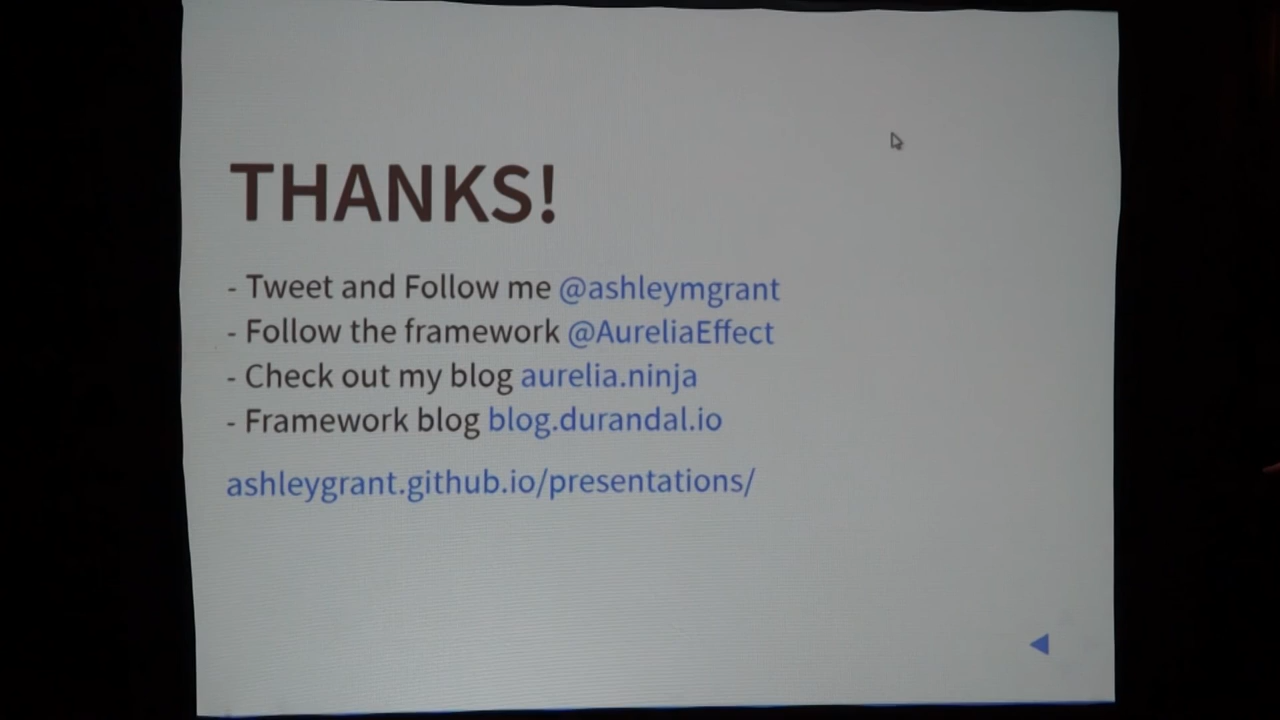 THANKS!
- Tweet and Follow me @ashleymgrant
- Follow the framework @AureliaEffect
- Check out my blog aurelia.ninja
- Framework blog blog.durandal.io
ashleygrant.github.io/presentations/